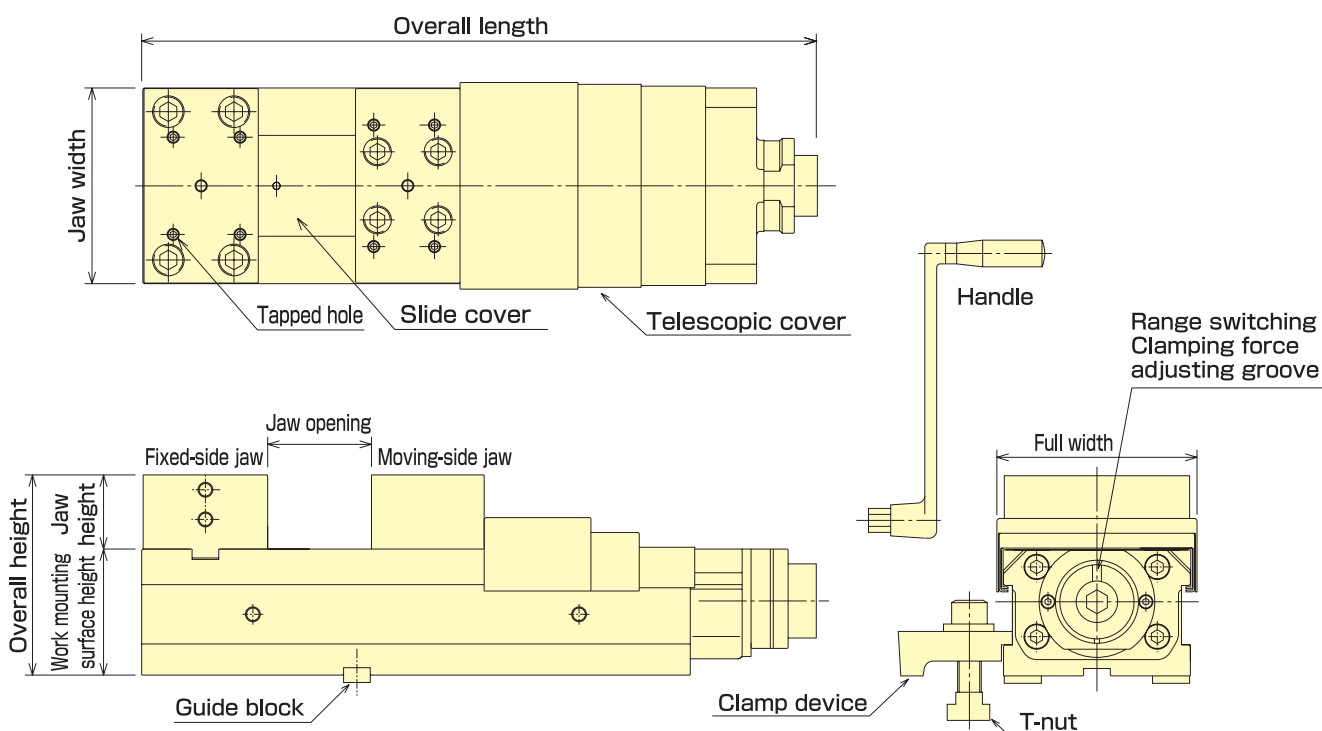 Overall length
Jaw width
Tapped hole
Slide cover
Telescopic cover
Handle
Range switching
Clamping force
adjusting groove
Jaw opening
Fixed-side jaw
Moving-side jaw
Full width
Overall height
Jaw
height
Work mounting
surface height
Guide block
Clamp device
T-nut